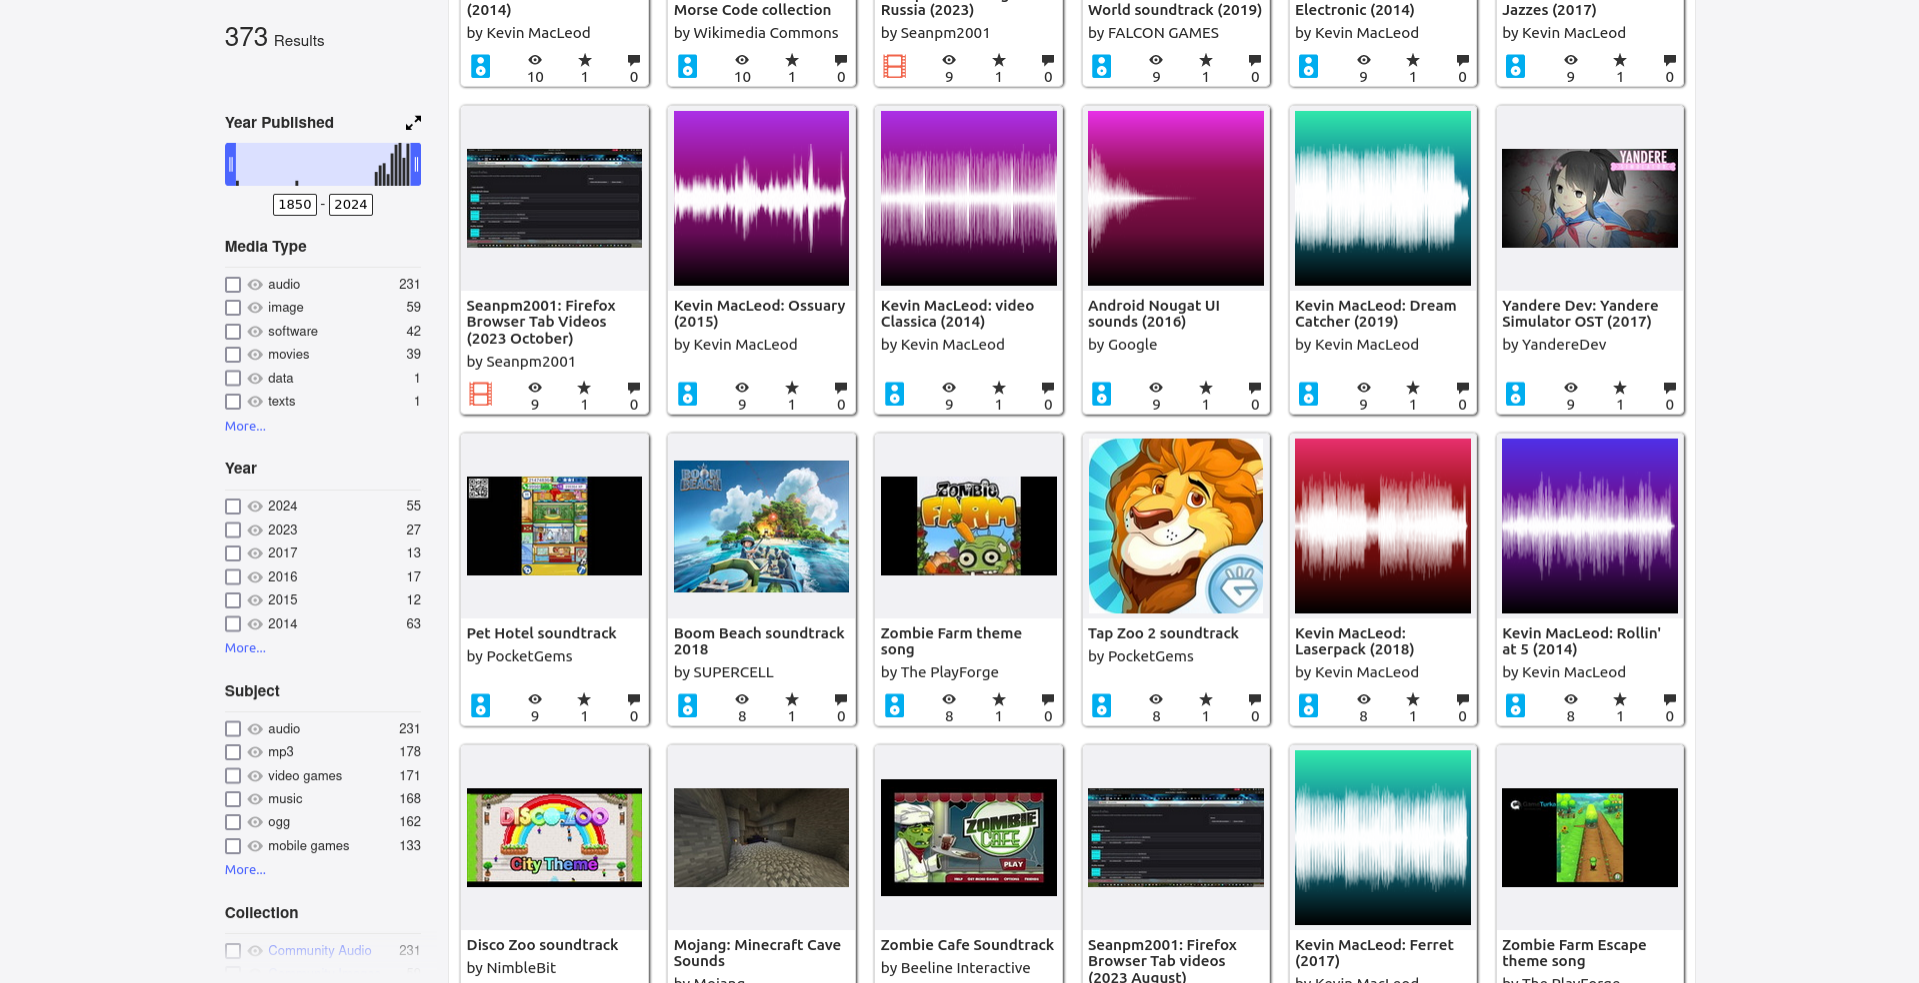 373 Results
Year Published
1850 - 2024
Media Type
audio 231
image 59
software 42
movies 39
data 1
texts 1
More...
Year
2024 55
2023 27
2017 13
2016 17
2015 12
2014 63
More...
Subject
audio 231
mp3 178
video games 171
music 168
ogg 162
mobile games 133
More...
Collection
Community Audio 231
(2014)
by Kevin MacLeod
10 1 0
Morse Code collection
by Wikimedia Commons
10 1 0
Russia (2023)
by Seanpm2001
9 1 0
World soundtrack (2019)
by FALCON GAMES
9 1 0
Electronic (2014)
by Kevin MacLeod
9 1 0
Jazzes (2017)
by Kevin MacLeod
9 1 0
Seanpm2001: Firefox
Browser Tab Videos
(2023 October)
by Seanpm2001
9 1 0
Kevin MacLeod: Ossuary
(2015)
by Kevin MacLeod
9 1 0
Kevin MacLeod: video
Classica (2014)
by Kevin MacLeod
9 1 0
Android Nougat UI
sounds (2016)
by Google
9 1 0
Kevin MacLeod: Dream
Catcher (2019)
by Kevin MacLeod
9 1 0
YANDERE
Yandere Dev: Yandere
Simulator OST (2017)
by YandereDev
9 1 0
Pet Hotel soundtrack
by PocketGems
9 1 0
BOOM
BEACH
Boom Beach soundtrack
2018
by SUPERCELL
8 1 0
ZOMBIE
FARM
Zombie Farm theme
song
by The PlayForge
8 1 0
Tap Zoo 2 soundtrack
by PocketGems
8 1 0
Kevin MacLeod:
Laserpack (2018)
by Kevin MacLeod
8 1 0
Kevin MacLeod: Rollin'
at 5 (2014)
by Kevin MacLeod
8 1 0
DISCO ZOO
City Theme
Disco Zoo soundtrack
by NimbleBit
Mojang: Minecraft Cave
Sounds
by Mojang
ZOMBIE
CAFE
PLAY
Zombie Cafe Soundtrack
by Beeline Interactive
Seanpm2001: Firefox
Browser Tab videos
(2023 August)
Kevin MacLeod: Ferret
(2017)
by Kevin MacLeod
Zombie Farm Escape
theme song
by The PlayForge